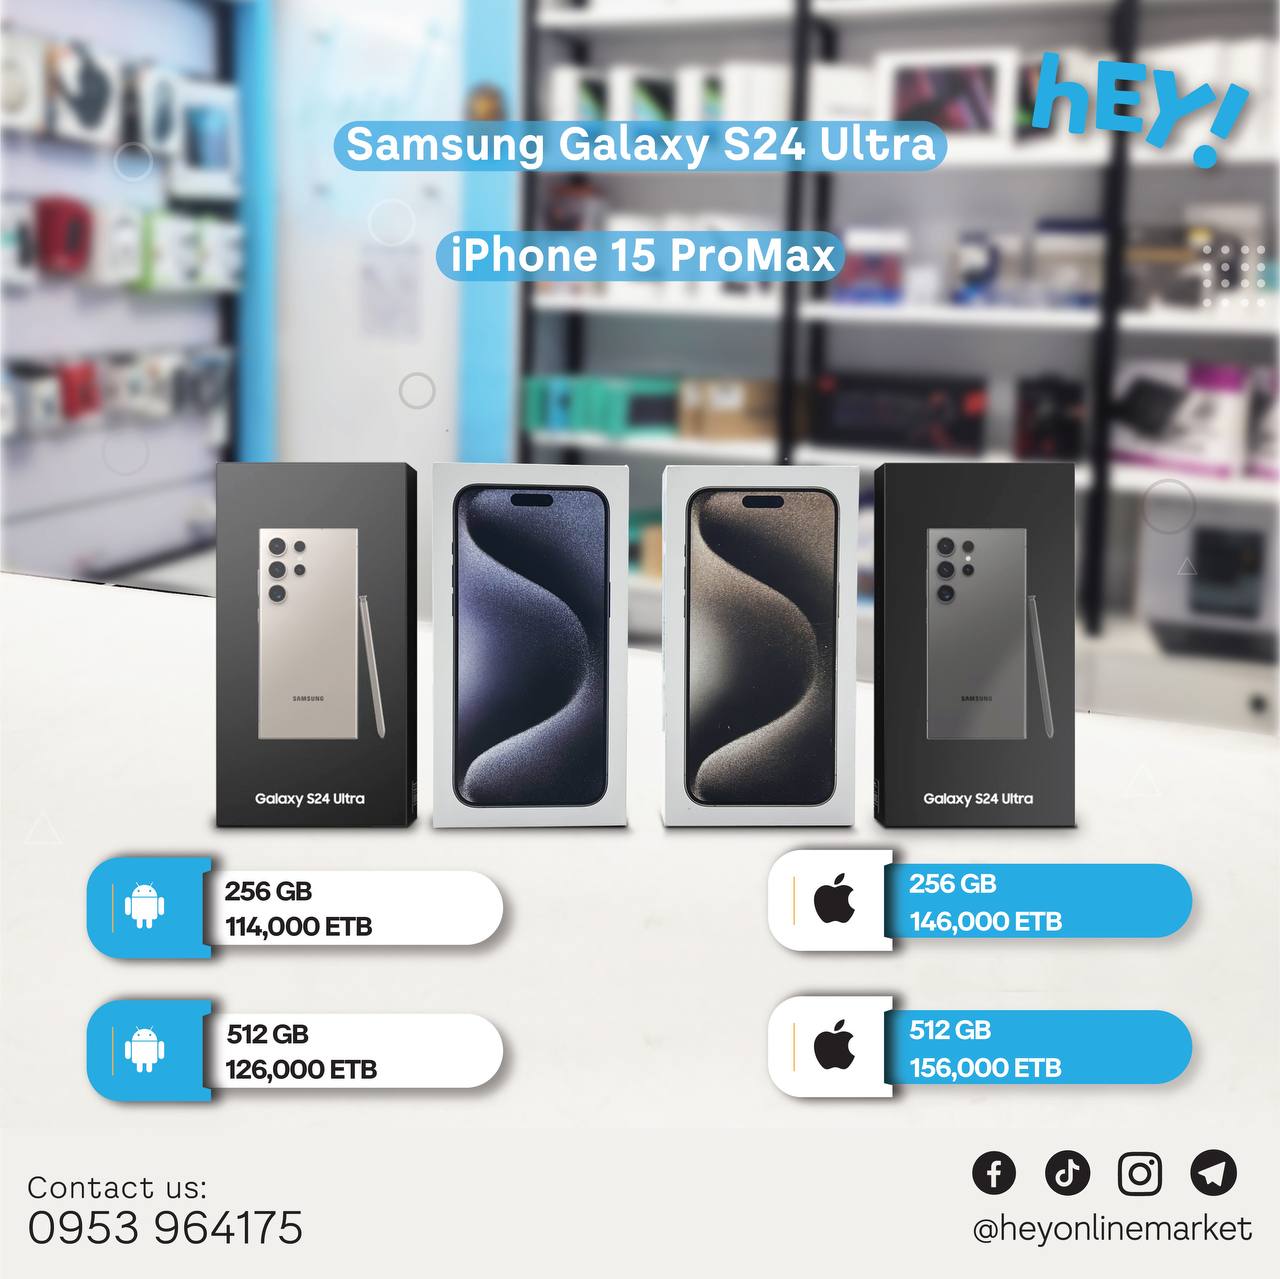 hEY!
Samsung Galaxy S24 Ultra
iPhone 15 ProMax
SAMSUNG
Galaxy S24 Ultra
SAMSUNG
Galaxy S24 Ultra
256 GB
114,000 ETB
256 GB
146,000 ETB
512 GB
126,000 ETB
512 GB
156,000 ETB
Contact us:
0953 964175
@heyonlinemarket